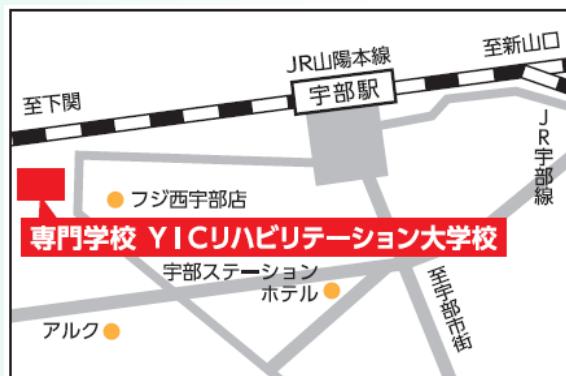 JR山陽本線
至新山口
宇部駅
至下関
JR宇部線
フジ西宇部店
専門学校 YICリハビリテーション大学校
宇部ステーション
ホテル
至宇部市街
アルク